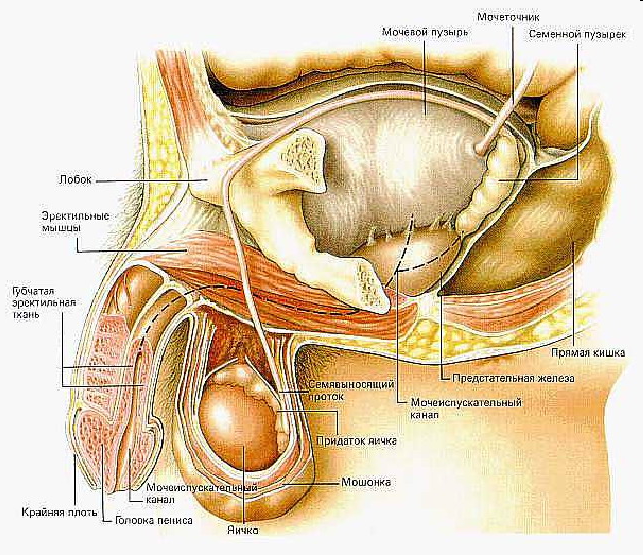 Мочеточник
Мочевой пузырь
Семенной пузырек
Лобок
Эректильные
мышцы
Губчатая
эректильная
ткань
Прямая кишка
Семявыносящий
проток
Предстательная железа
Мочеиспускательный
канал
Придаток яичка
Мочеиспускательный
канал
Мошонка
Крайняя плоть
Головка пениса
Яичко